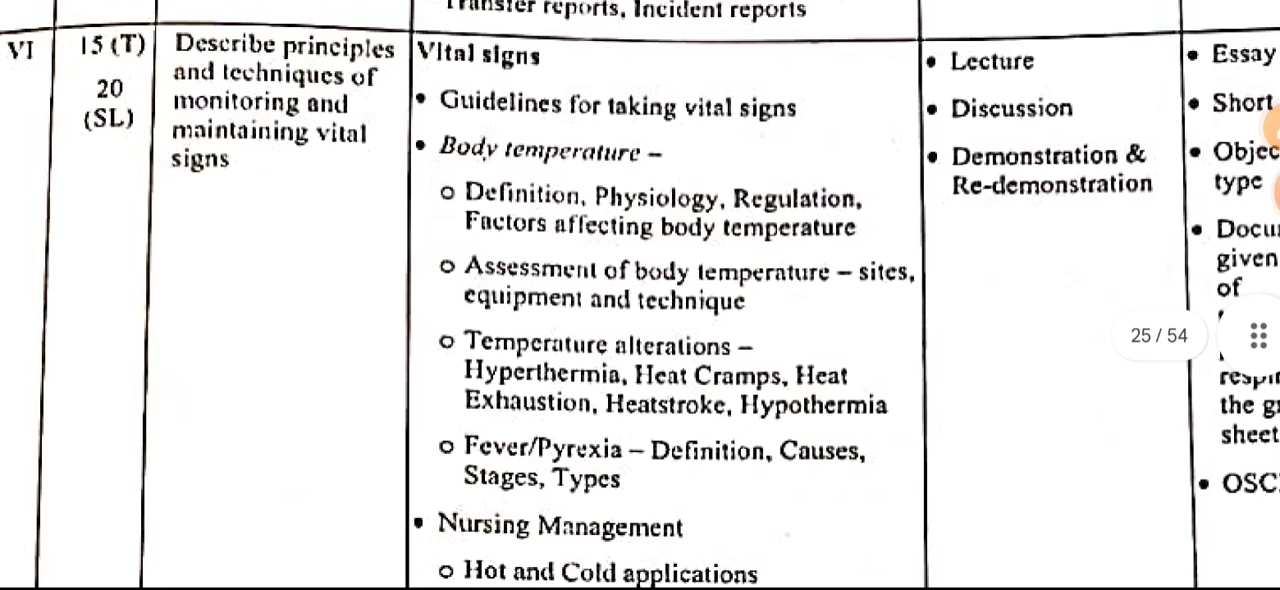 Transfer reports, Incident reports
VI
15 (T)
20
(SL)
Describe principles
and techniques of
monitoring and
maintaining vital
signs
Vital signs
• Guidelines for taking vital signs
• Body temperature –
o Definition, Physiology, Regulation,
Factors affecting body temperature
o Assessment of body temperature – sites,
equipment and technique
o Temperature alterations –
Hyperthermia, Heat Cramps, Heat
Exhaustion, Heatstroke, Hypothermia
o Fever/Pyrexia – Definition, Causes,
Stages, Types
• Nursing Management
o Hot and Cold applications
• Lecture
• Discussion
• Demonstration &
Re-demonstration
• Essay
• Short
•
type
•
given
of
the
sheet
•
25 / 54